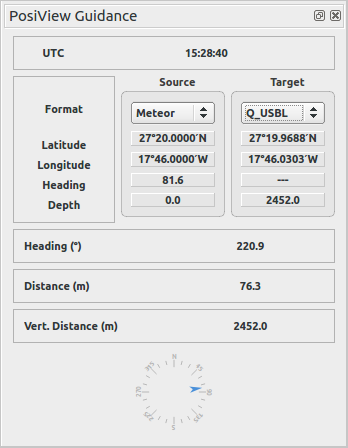 PosiView Guidance
UTC 15:28:40
Source Target
Format Meteor Q_USBL
Latitude 27°20.0000′N 27°19.9688′N
Longitude 17°46.0000′W 17°46.0303′W
Heading 81.6 ---
Depth 0.0 2452.0
Heading (°) 220.9
Distance (m) 76.3
Vert. Distance (m) 2452.0
N
315 45
270 90
S